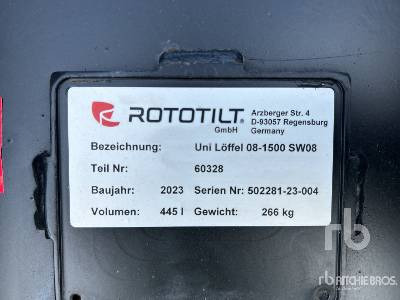 ROTOTILT®
GmbH
Arzberger Str. 4
D-93057 Regensburg
Germany
Bezeichnung: Uni Löffel 08-1500 SW08
Teil Nr: 60328
Baujahr: 2023 Serien Nr: 502281-23-004
Volumen: 445 l Gewicht: 266 kg
rb
rb RITCHIE BROS.